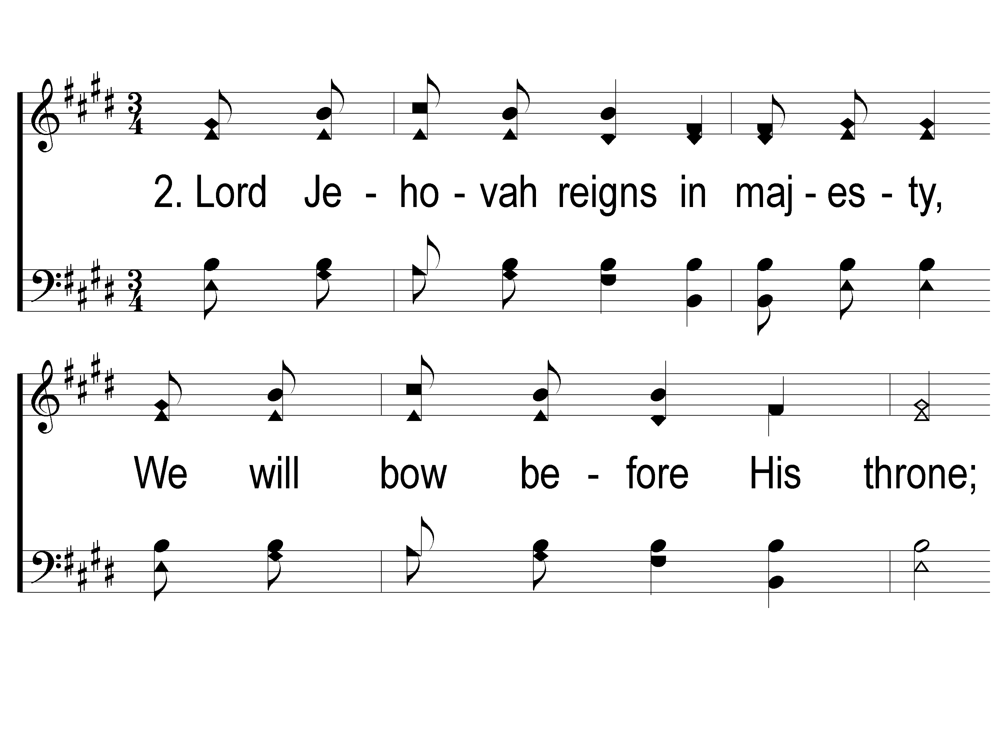 2. Lord Je - ho - vah reigns in maj - es - ty,
We will bow be - fore His throne;